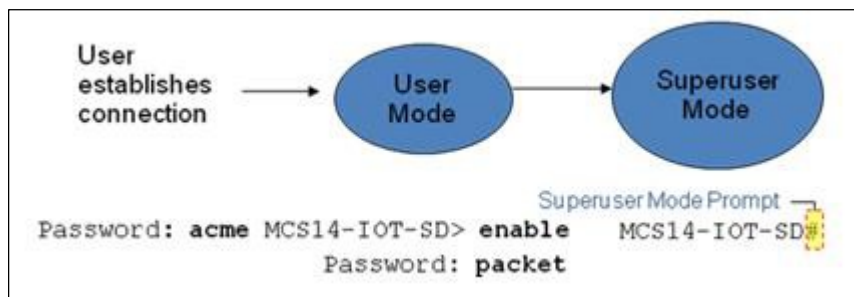 User
establishes
connection
User
Mode
Superuser
Mode
Superuser Mode Prompt
Password: acme MCS14-IOT-SD> enable MCS14-IOT-SD#
Password: packet